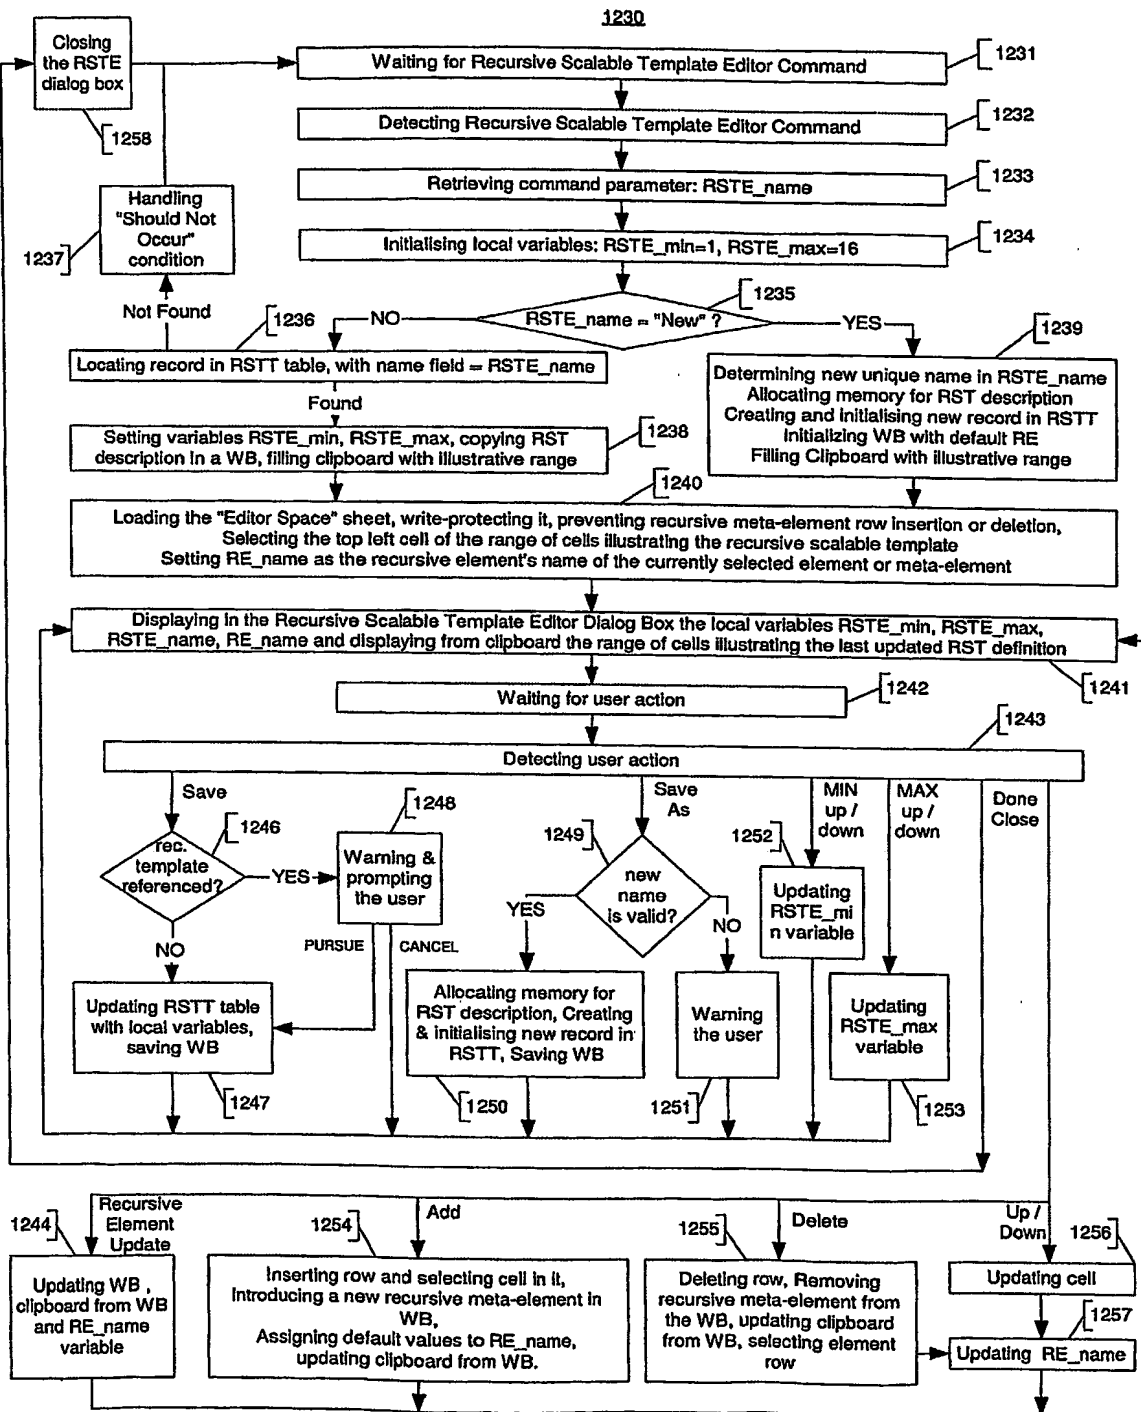 1230
Closing
the RSTE
dialog box
1258
Waiting for Recursive Scalable Template Editor Command
1231
Detecting Recursive Scalable Template Editor Command
1232
Retrieving command parameter: RSTE_name
1233
Initialising local variables: RSTE_min=1, RSTE_max=16
1234
Handling
"Should Not
Occur"
condition
1237
Not Found
1236
NO
RSTE_name = "New" ?
1235
YES
1239
Locating record in RSTT table, with name field = RSTE_name
Found
Setting variables RSTE_min, RSTE_max, copying RST
description in a WB, filling clipboard with illustrative range
1238
Determining new unique name in RSTE_name
Allocating memory for RST description
Creating and initialising new record in RSTT
Initializing WB with default RE
Filling Clipboard with illustrative range
1240
Loading the "Editor Space" sheet, write-protecting it, preventing recursive meta-element row insertion or deletion,
Selecting the top left cell of the range of cells illustrating the recursive scalable template
Setting RE_name as the recursive element's name of the currently selected element or meta-element
Displaying in the Recursive Scalable Template Editor Dialog Box the local variables RSTE_min, RSTE_max,
RSTE_name, RE_name and displaying from clipboard the range of cells illustrating the last updated RST definition
1241
Waiting for user action
1242
1243
Detecting user action
Save
1246
rec.
template
referenced?
YES
NO
1248
Warning &
prompting
the user
PURSUE
CANCEL
Updating RSTT table
with local variables,
saving WB
1247
Save
As
1249
new
name
is valid?
YES
NO
Allocating memory for
RST description, Creating
& initialising new record in
RSTT, Saving WB
1250
Warning
the user
1251
MIN
up /
down
1252
Updating
RSTE_mi
n variable
MAX
up /
down
Updating
RSTE_max
variable
1253
Done
Close
Recursive
Element
Update
1244
Updating WB ,
clipboard from WB
and RE_name
variable
Add
1254
Inserting row and selecting cell in it,
Introducing a new recursive meta-element in
WB,
Assigning default values to RE_name,
updating clipboard from WB.
Delete
1255
Deleting row, Removing
recursive meta-element from
the WB, updating clipboard
from WB, selecting element
row
Up /
Down
1256
Updating cell
1257
Updating RE_name